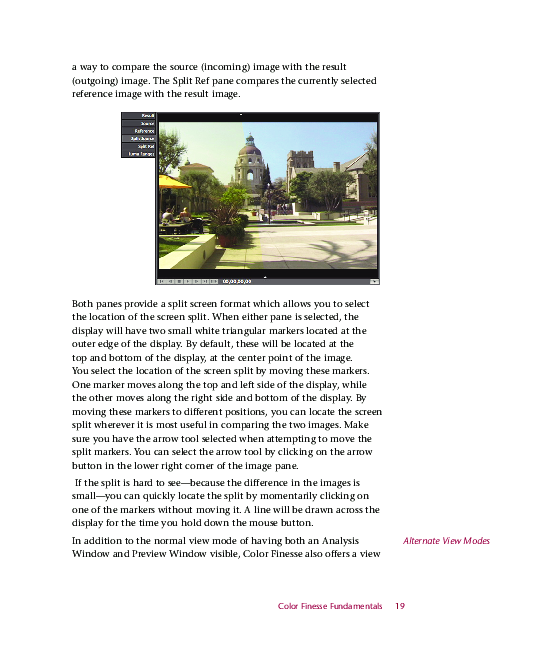 a way to compare the source (incoming) image with the result
(outgoing) image. The Split Ref pane compares the currently selected
reference image with the result image.
Result
Source
Reference
Split Source
Split Ref
Luma Ranges
00;00;00;00
Both panes provide a split screen format which allows you to select
the location of the screen split. When either pane is selected, the
display will have two small white triangular markers located at the
outer edge of the display. By default, these will be located at the
top and bottom of the display, at the center point of the image.
You select the location of the screen split by moving these markers.
One marker moves along the top and left side of the display, while
the other moves along the right side and bottom of the display. By
moving these markers to different positions, you can locate the screen
split wherever it is most useful in comparing the two images. Make
sure you have the arrow tool selected when attempting to move the
split markers. You can select the arrow tool by clicking on the arrow
button in the lower right corner of the image pane.
If the split is hard to see—because the difference in the images is
small—you can quickly locate the split by momentarily clicking on
one of the markers without moving it. A line will be drawn across the
display for the time you hold down the mouse button.
In addition to the normal view mode of having both an Analysis
Window and Preview Window visible, Color Finesse also offers a view
Alternate View Modes
Color Finesse Fundamentals 19